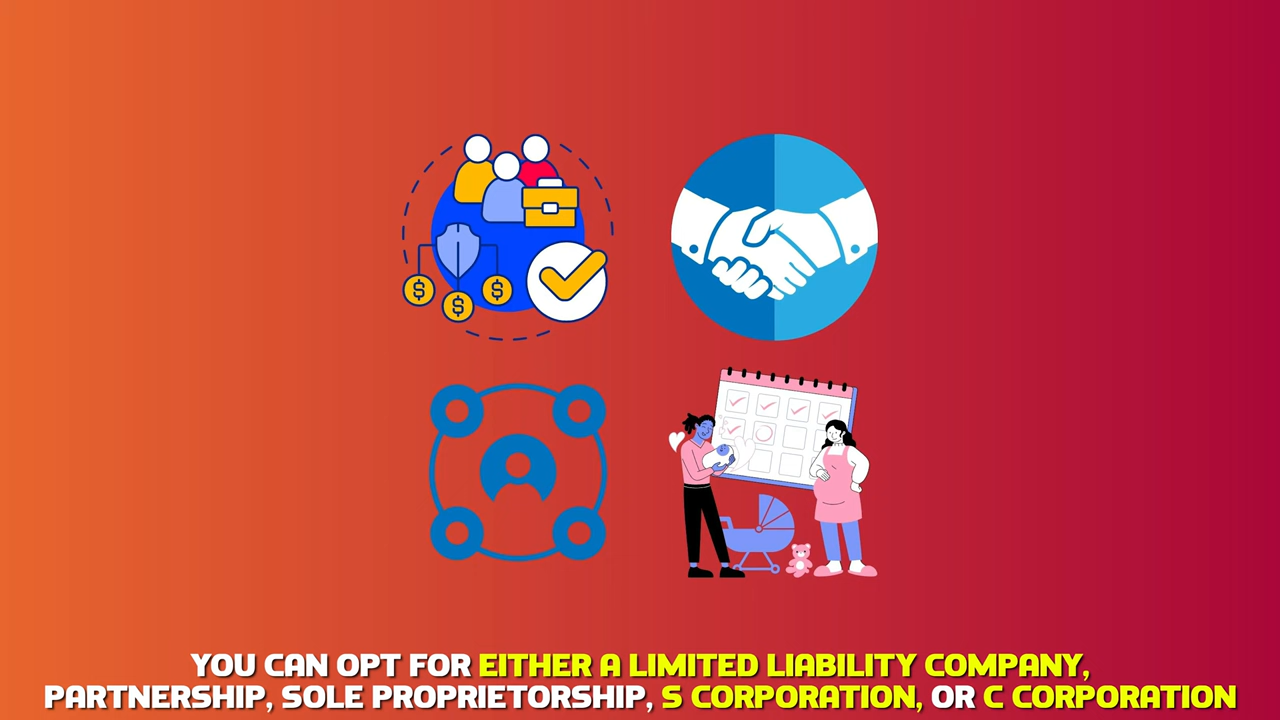 $
$
$
YOU CAN OPT FOR EITHER A LIMITED LIABILITY COMPANY,
PARTNERSHIP, SOLE PROPRIETORSHIP, S CORPORATION, OR C CORPORATION